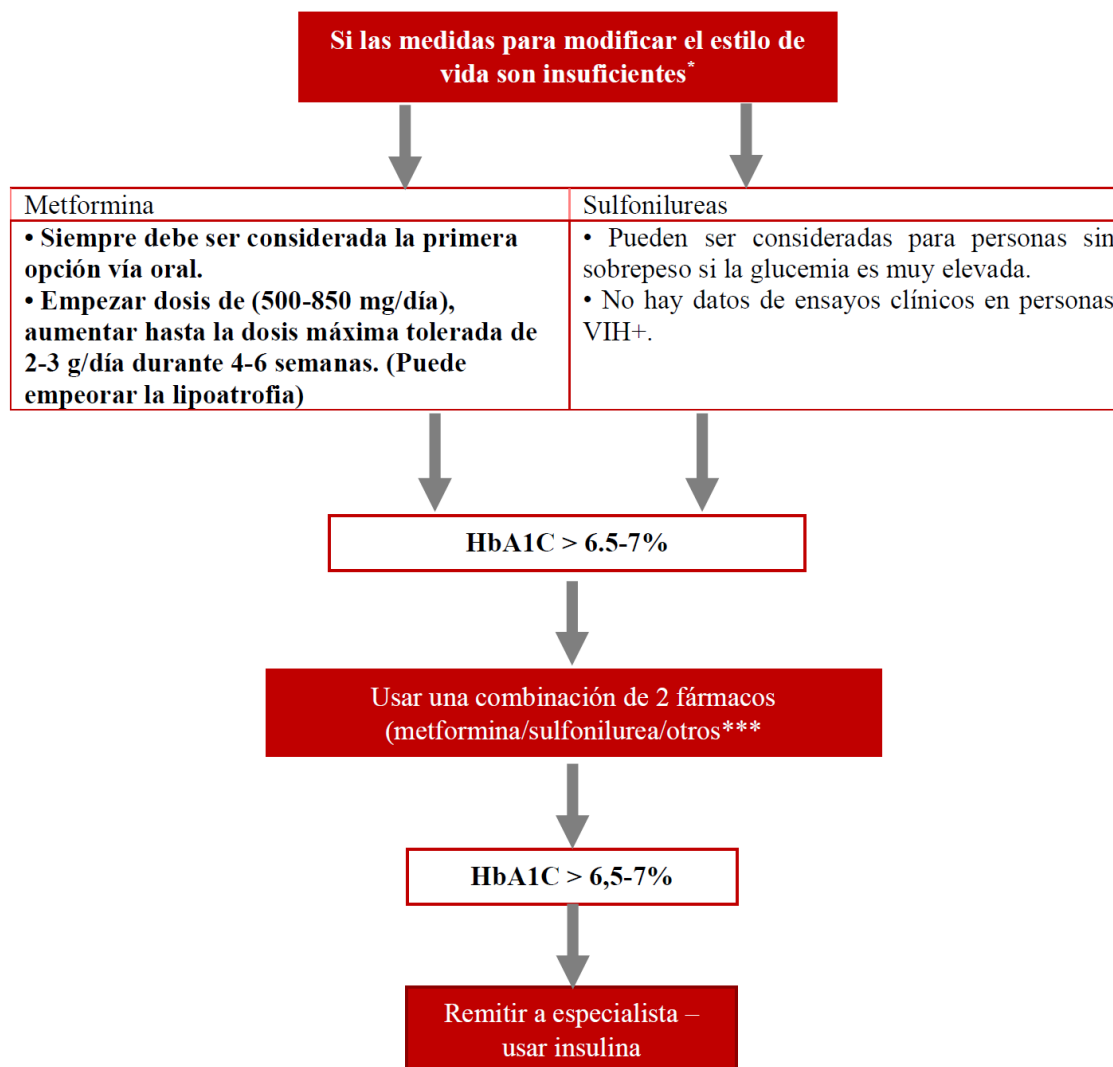 Si las medidas para modificar el estilo de
vida son insuficientes*
Metformina
• Siempre debe ser considerada la primera
opción vía oral.
• Empezar dosis de (500-850 mg/día),
aumentar hasta la dosis máxima tolerada de
2-3 g/día durante 4-6 semanas. (Puede
empeorar la lipoatrofia)
Sulfonilureas
• Pueden ser consideradas para personas sin
sobrepeso si la glucemia es muy elevada.
• No hay datos de ensayos clínicos en personas
VIH+.
HbA1C > 6.5-7%
Usar una combinación de 2 fármacos
(metformina/sulfonilurea/otros***
HbA1C > 6,5-7%
Remitir a especialista –
usar insulina